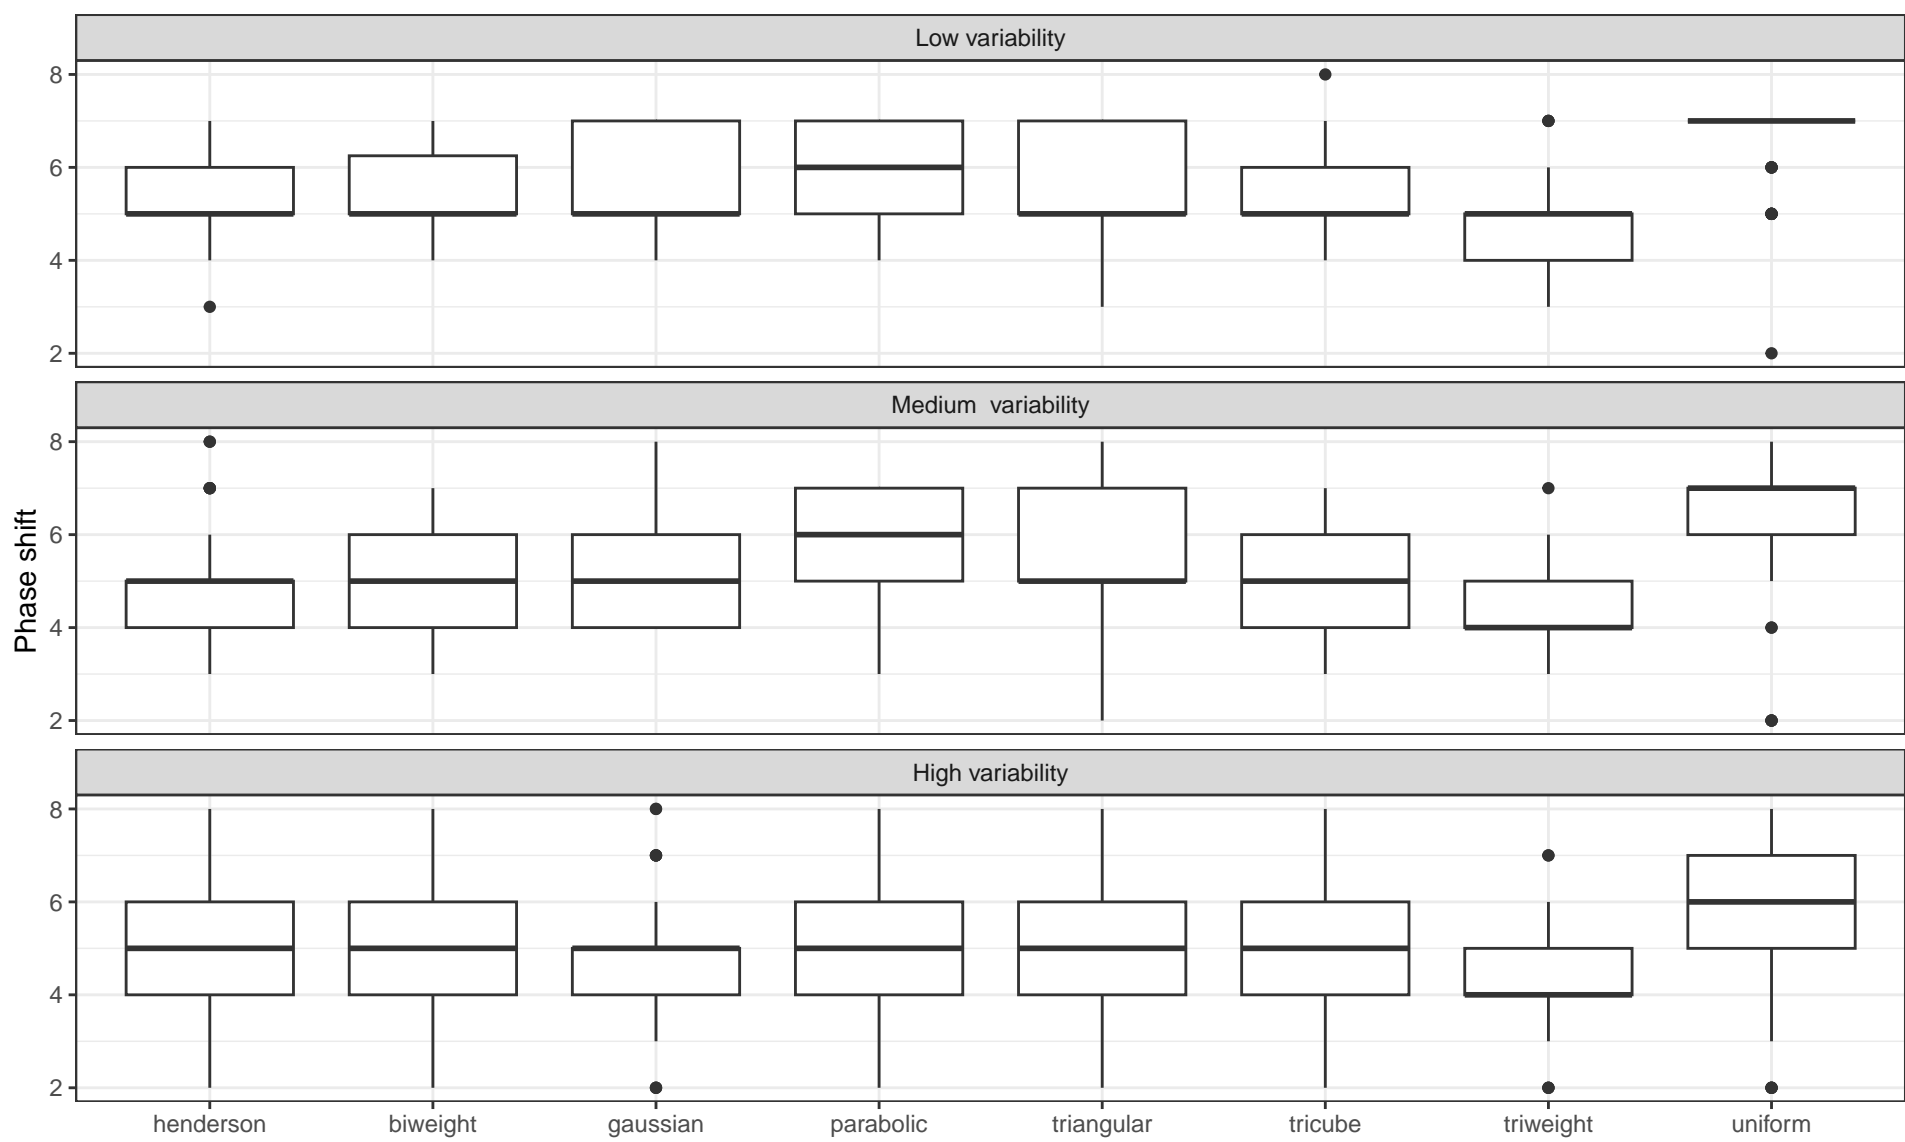 Low variability
8
6
4
2
Medium  variability
8
6
4
2
Phase shift
High variability
8
6
4
2
henderson biweight gaussian parabolic triangular tricube triweight uniform